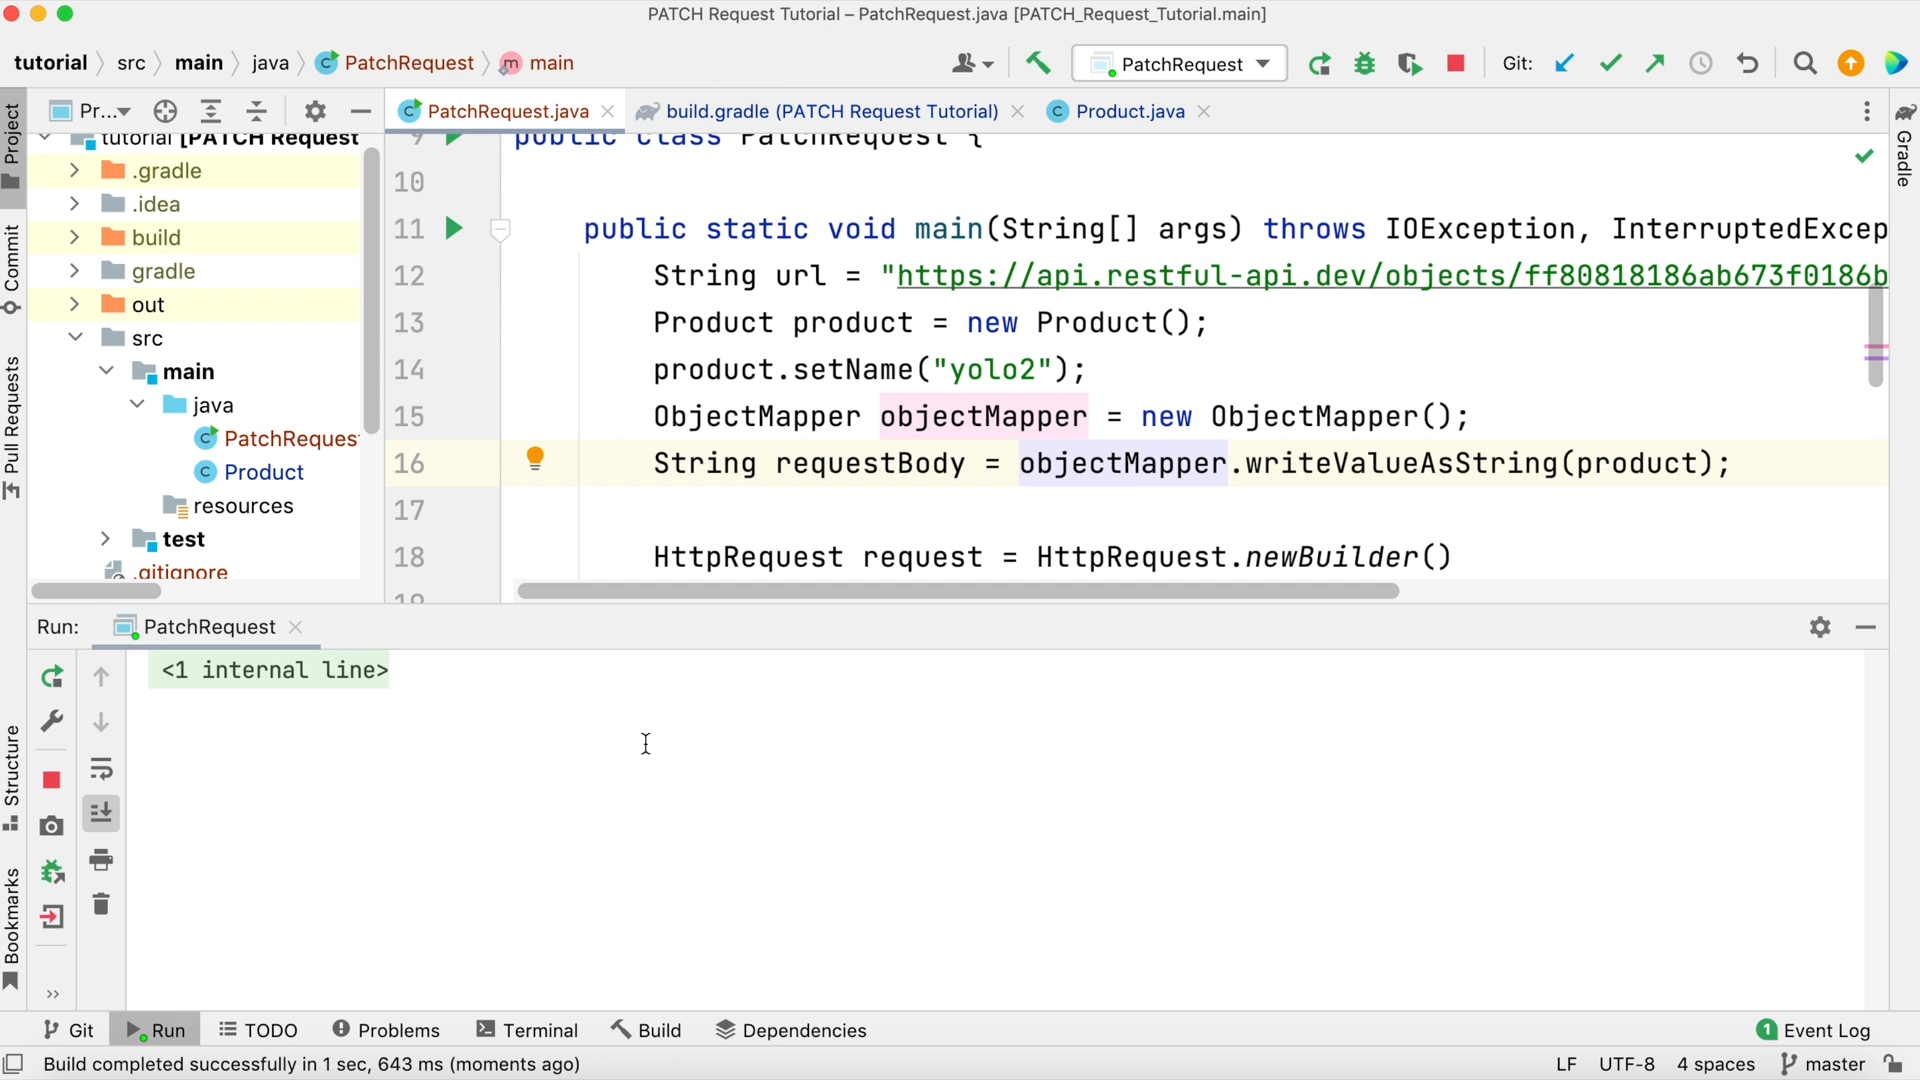 PATCH Request Tutorial – PatchRequest.java [PATCH_Request_Tutorial.main]
tutorial src main java PatchRequest m main
PatchRequest Git:
Pr... PatchRequest.java build.gradle (PATCH Request Tutorial) Product.java
Project
Commit
Pull Requests
Structure
Bookmarks
Gradle
tutorial [PATCH Request
.gradle
.idea
build
gradle
out
src
main
java
PatchReques
Product
resources
test
.gitignore
9 public class PatchRequest {
10
11 public static void main(String[] args) throws IOException, InterruptedExcep
12 String url = "https://api.restful-api.dev/objects/ff80818186ab673f0186b
13 Product product = new Product();
14 product.setName("yolo2");
15 ObjectMapper objectMapper = new ObjectMapper();
16 String requestBody = objectMapper.writeValueAsString(product);
17
18 HttpRequest request = HttpRequest.newBuilder()
19
Run: PatchRequest
<1 internal line>
Git Run TODO Problems Terminal Build Dependencies 1 Event Log
Build completed successfully in 1 sec, 643 ms (moments ago) LF UTF-8 4 spaces master